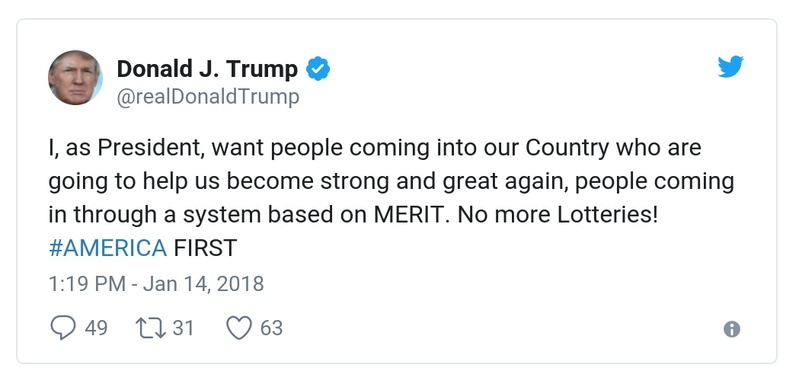 Donald J. Trump
@realDonaldTrump
I, as President, want people coming into our Country who are
going to help us become strong and great again, people coming
in through a system based on MERIT. No more Lotteries!
#AMERICA FIRST
1:19 PM - Jan 14, 2018
49 31 63